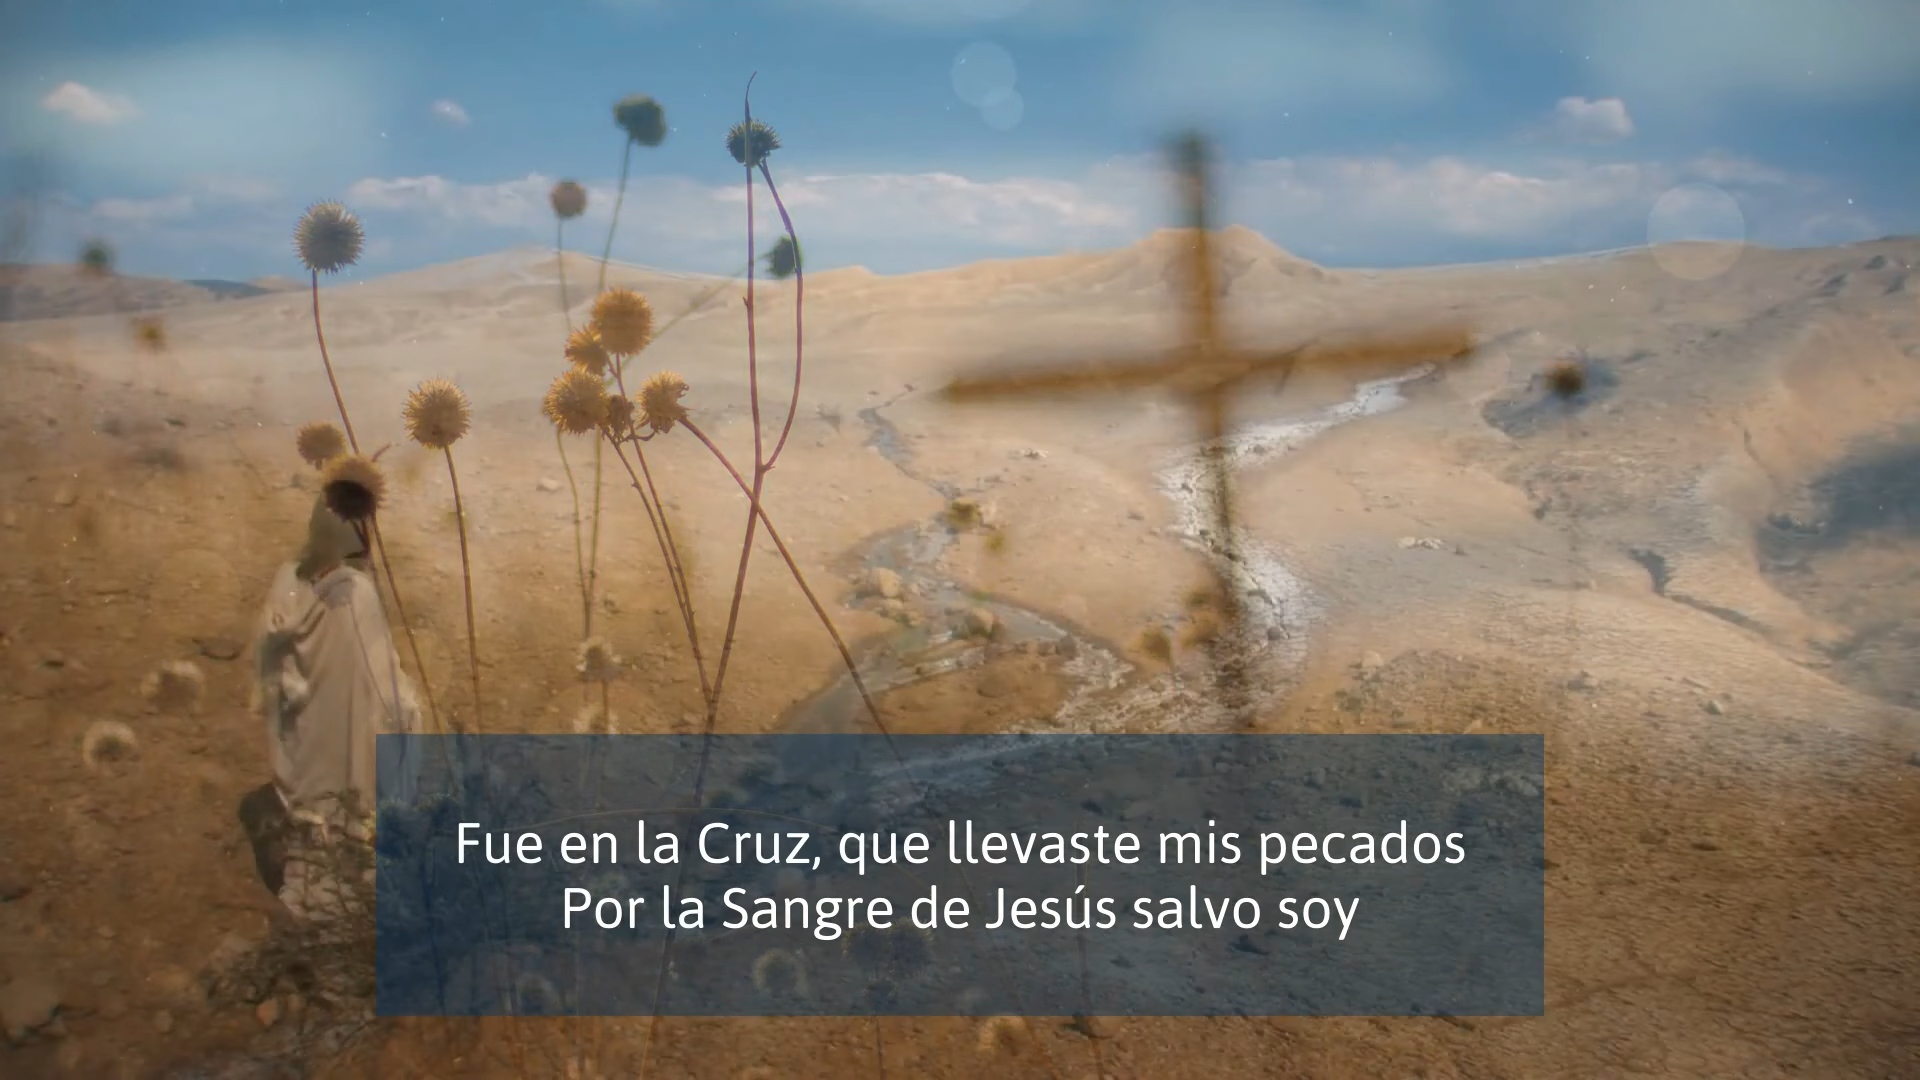 Fue en la Cruz, que llevaste mis pecados
Por la Sangre de Jesús salvo soy